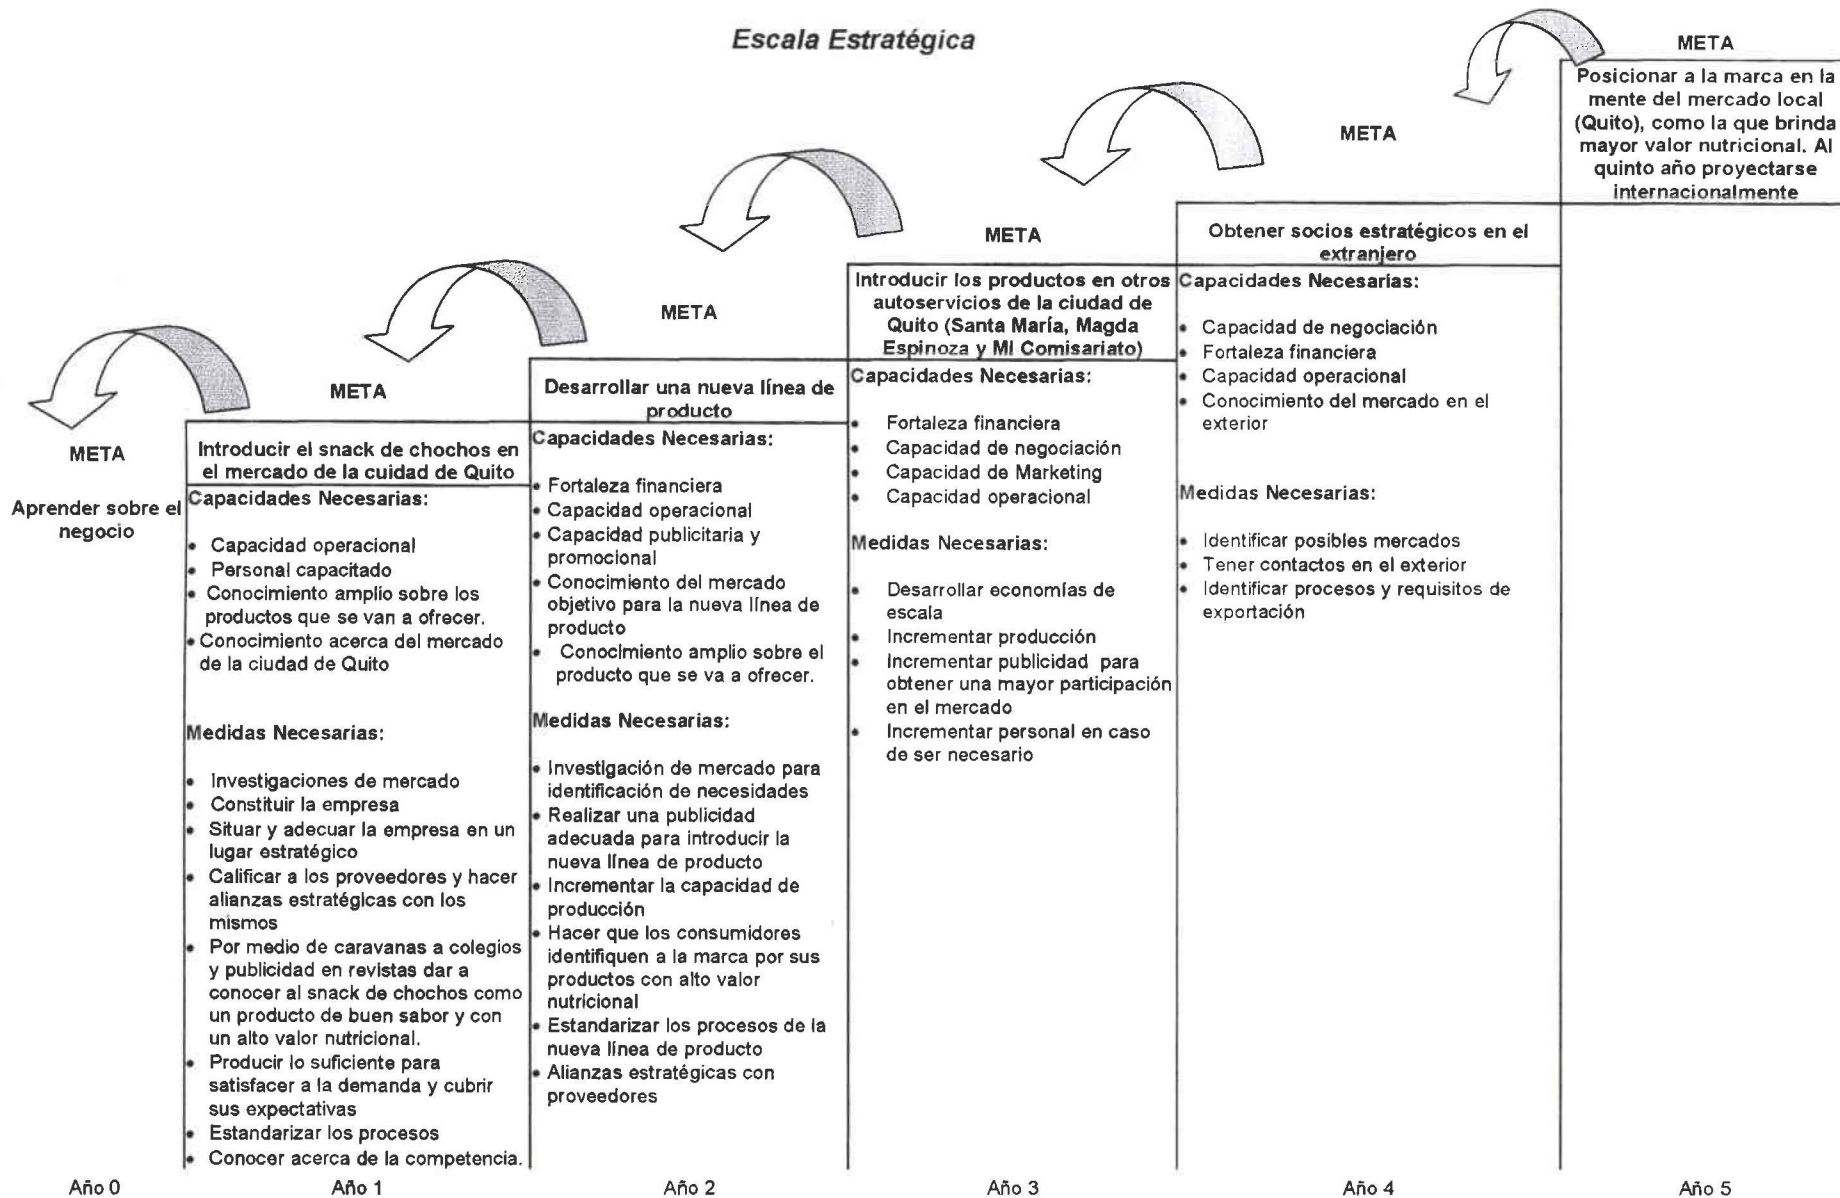 Escala Estratégica
META
Aprender sobre el
negocio
Año 0
META
Introducir el snack de chochos en
el mercado de la cuidad de Quito
Capacidades Necesarias:
• Capacidad operacional
• Personal capacitado
• Conocimiento amplio sobre los
productos que se van a ofrecer.
• Conocimiento acerca del mercado
de la ciudad de Quito
Medidas Necesarias:
• Investigaciones de mercado
• Constituir la empresa
• Situar y adecuar la empresa en un
lugar estratégico
• Calificar a los proveedores y hacer
alianzas estratégicas con los
mismos
• Por medio de caravanas a colegios
y publicidad en revistas dar a
conocer al snack de chochos como
un producto de buen sabor y con
un alto valor nutricional.
• Producir lo suficiente para
satisfacer a la demanda y cubrir
sus expectativas
• Estandarizar los procesos
• Conocer acerca de la competencia.
Año 1
META
Desarrollar una nueva línea de
producto
Capacidades Necesarias:
• Fortaleza financiera
• Capacidad operacional
• Capacidad publicitaria y
promocional
• Conocimiento del mercado
objetivo para la nueva línea de
producto
• Conocimiento amplio sobre el
producto que se va a ofrecer.
Medidas Necesarias:
• Investigación de mercado para
identificación de necesidades
• Realizar una publicidad
adecuada para introducir la
nueva línea de producto
• Incrementar la capacidad de
producción
• Hacer que los consumidores
identifiquen a la marca por sus
productos con alto valor
nutricional
• Estandarizar los procesos de la
nueva línea de producto
• Alianzas estratégicas con
proveedores
Año 2
META
Introducir los productos en otros
autoservicios de la ciudad de
Quito (Santa María, Magda
Espinoza y Mi Comisariato)
Capacidades Necesarias:
• Fortaleza financiera
• Capacidad de negociación
• Capacidad de Marketing
• Capacidad operacional
Medidas Necesarias:
• Desarrollar economías de
escala
• Incrementar producción
• Incrementar publicidad para
obtener una mayor participación
en el mercado
• Incrementar personal en caso
de ser necesario
Año 3
META
Obtener socios estratégicos en el
extranjero
Capacidades Necesarias:
• Capacidad de negociación
• Fortaleza financiera
• Capacidad operacional
• Conocimiento del mercado en el
exterior
Medidas Necesarias:
• Identificar posibles mercados
• Tener contactos en el exterior
• Identificar procesos y requisitos de
exportación
Año 4
META
Posicionar a la marca en la
mente del mercado local
(Quito), como la que brinda
mayor valor nutricional. Al
quinto año proyectarse
internacionalmente
Año 5